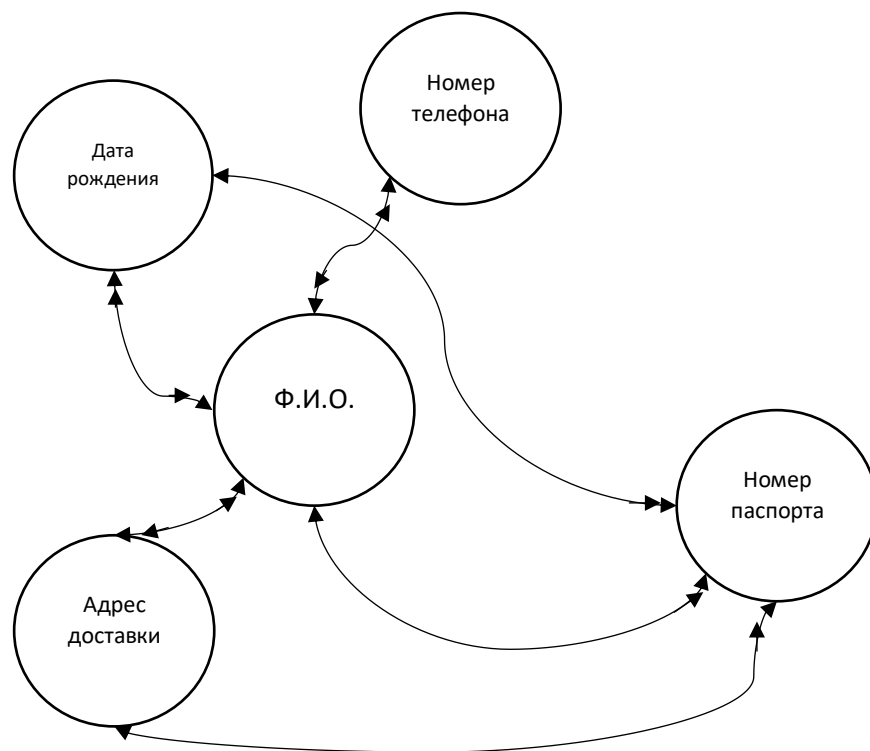 Номер
телефона
Дата
рождения
Ф.И.О.
Номер
паспорта
Адрес
доставки